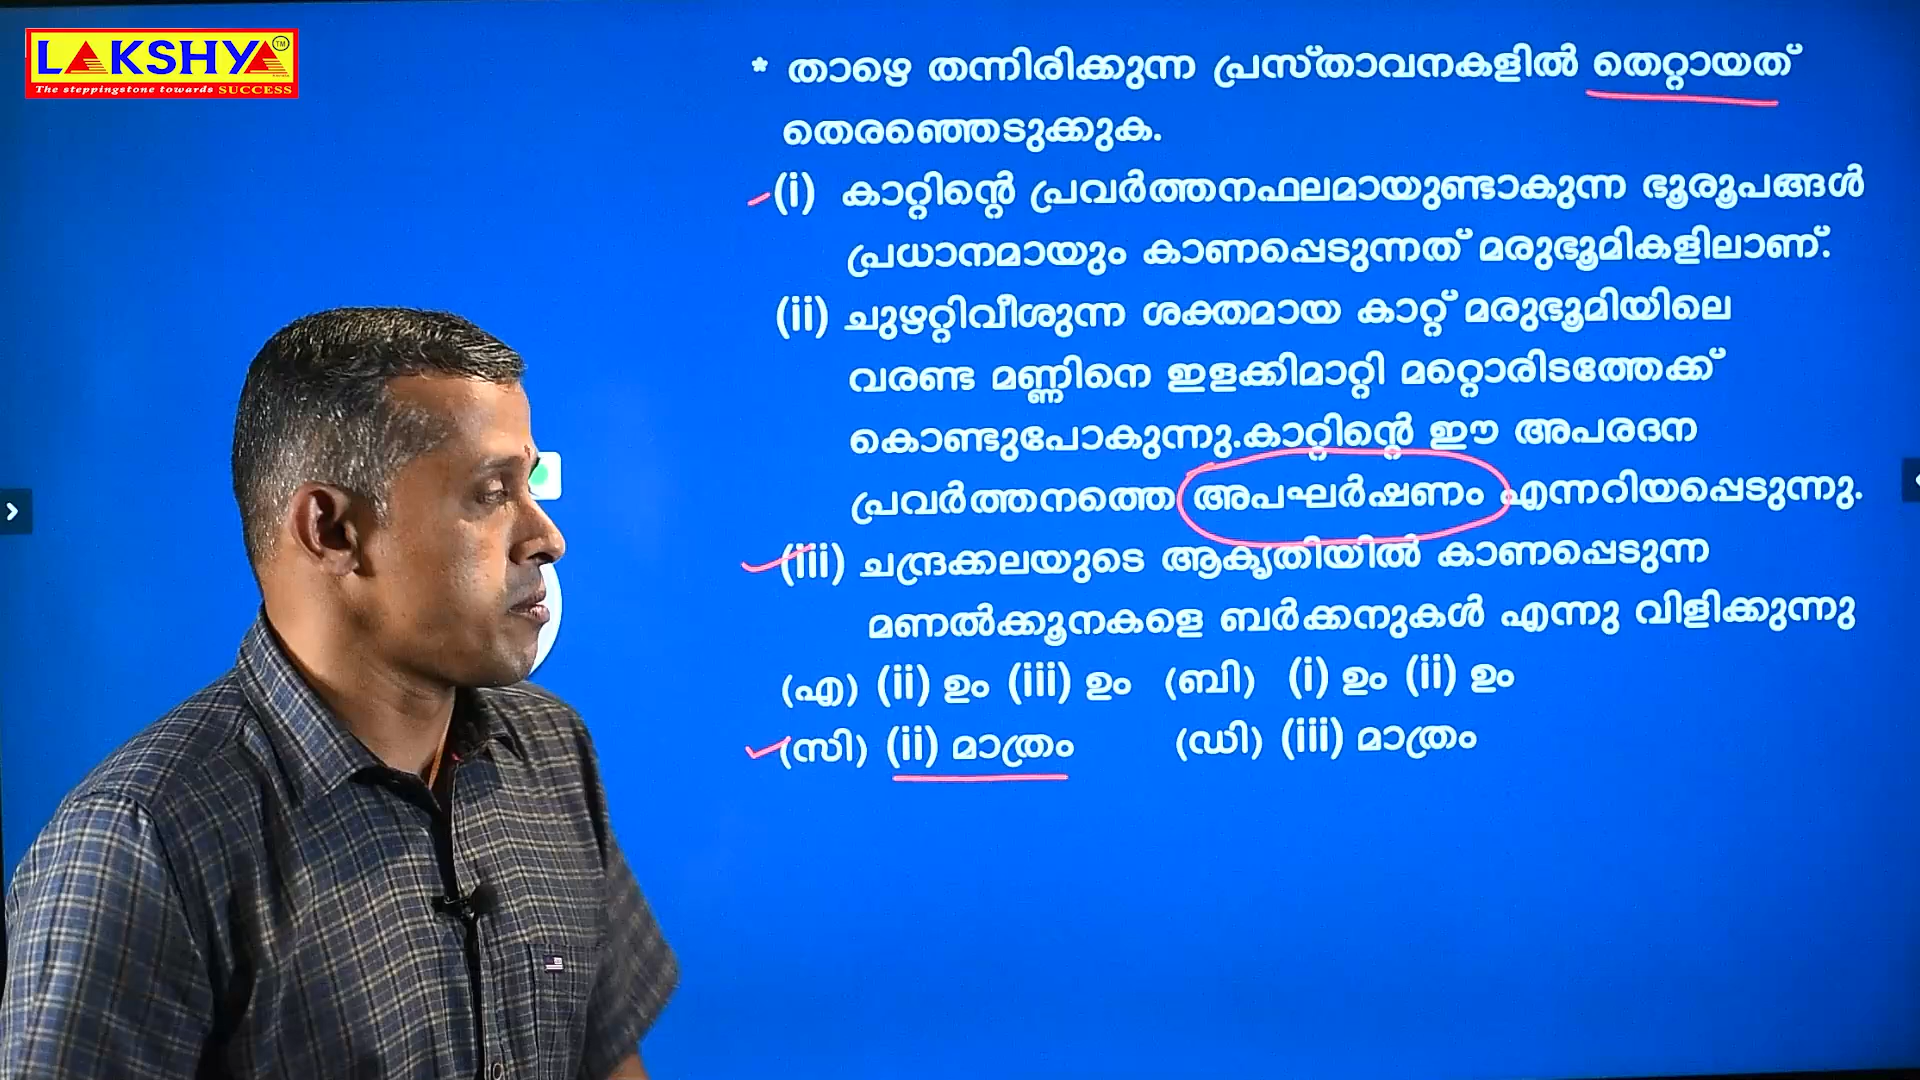 LAKSHYA TM
The steppingstone towards SUCCESS
* താഴെ തന്നിരിക്കുന്ന പ്രസ്താവനകളിൽ തെറ്റായത്
തെരഞ്ഞെടുക്കുക.
(i) കാറ്റിന്റെ പ്രവർത്തനഫലമായുണ്ടാകുന്ന ഭൂരൂപങ്ങൾ
പ്രധാനമായും കാണപ്പെടുന്നത് മരുഭൂമികളിലാണ്.
(ii) ചുഴറ്റിവീശുന്ന ശക്തമായ കാറ്റ് മരുഭൂമിയിലെ
വരണ്ട മണ്ണിനെ ഇളക്കിമാറ്റി മറ്റൊരിടത്തേക്ക്
കൊണ്ടുപോകുന്നു.കാറ്റിന്റെ ഈ അപരദന
പ്രവർത്തനത്തെ അപഘർഷണം എന്നറിയപ്പെടുന്നു.
(iii) ചന്ദ്രക്കലയുടെ ആകൃതിയിൽ കാണപ്പെടുന്ന
മണൽക്കൂനകളെ ബർക്കനുകൾ എന്നു വിളിക്കുന്നു
(എ) (ii) ഉം (iii) ഉം (ബി) (i) ഉം (ii) ഉം
(സി) (ii) മാത്രം (ഡി) (iii) മാത്രം